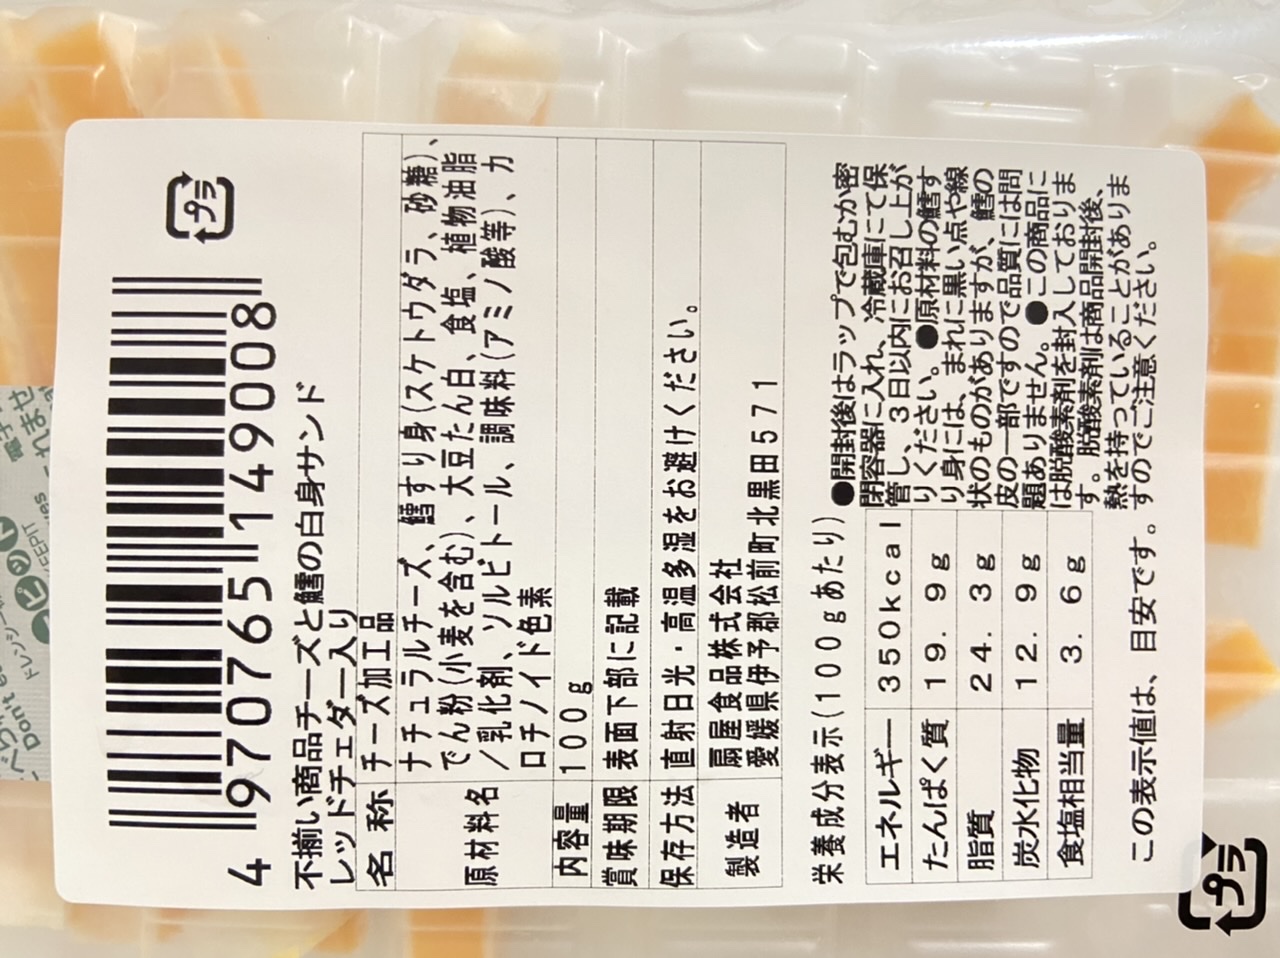 プラ
4 970765 149008
不揃い商品チーズと鱈の白身サンド
レッドチェダー入り
名称 チーズ加工品
原材料名 ナチュラルチーズ、鱈すり身(スケトウダラ、砂糖)、
でん粉(小麦を含む)、大豆たん白、食塩、植物油脂
/乳化剤、ソルビトール、調味料(アミノ酸等)、カ
ロチノイド色素
内容量 100g
賞味期限 表面下部に記載
保存方法 直射日光・高温多湿をお避けください。
製造者 扇屋食品株式会社
愛媛県伊予郡松前町北黒田571
栄養成分表示(100gあたり)
エネルギー 350kcal
たんぱく質 19.9g
脂質 24.3g
炭水化物 12.9g
食塩相当量 3.6g
この表示値は、目安です。
●開封後はラップで包むか密
閉容器に入れ、冷蔵庫にて保
管し、3日以内にお召し上が
りください。●原材料の鱈す
り身には、まれに黒い点や線
状のものがありますが、鱈の
皮の一部ですので品質には問
題ありません。●この商品に
は脱酸素剤を封入しておりま
す。脱酸素剤は商品開封後、
熱を持っていることがありま
すのでご注意ください。
プラ
Don't